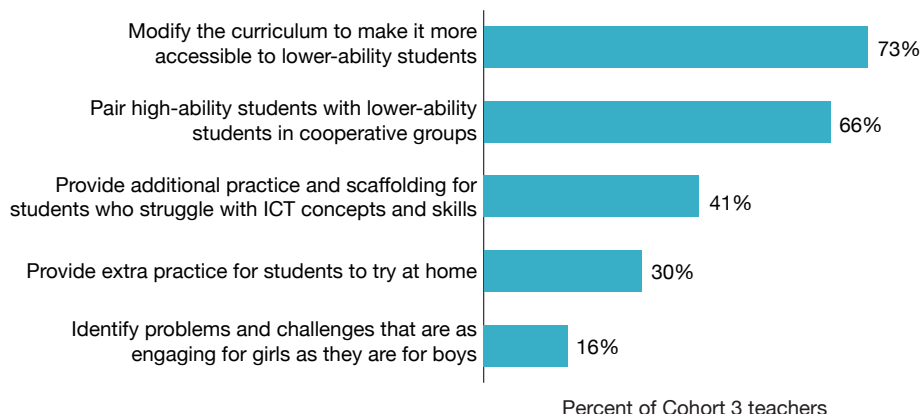 Modify the curriculum to make it more
accessible to lower-ability students
73%
Pair high-ability students with lower-ability
students in cooperative groups
66%
Provide additional practice and scaffolding for
students who struggle with ICT concepts and skills
41%
Provide extra practice for students to try at home
30%
Identify problems and challenges that are as
engaging for girls as they are for boys
16%
Percent of Cohort 3 teachers